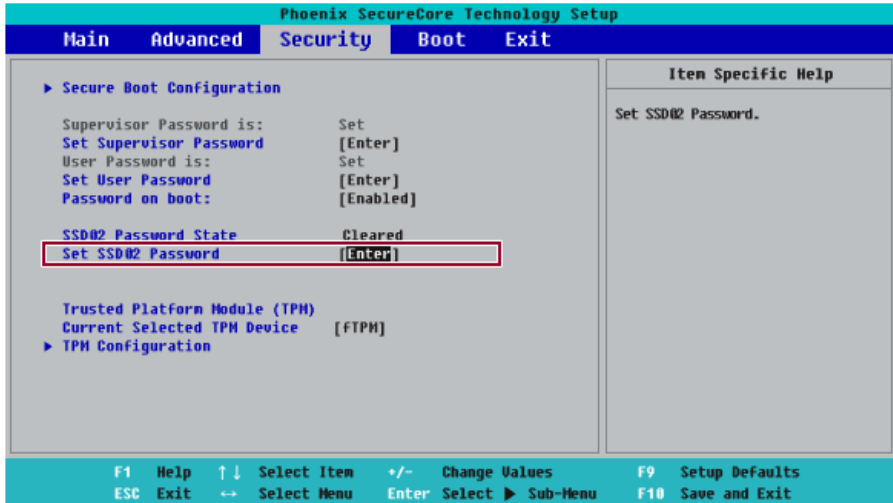 Phoenix SecureCore Technology Setup
Main Advanced Security Boot Exit
▶ Secure Boot Configuration
Supervisor Password is: Set
Set Supervisor Password [Enter]
User Password is: Set
Set User Password [Enter]
Password on boot: [Enabled]
SSD02 Password State Cleared
Set SSD02 Password [Enter]
Trusted Platform Module (TPM)
Current Selected TPM Device [fTPM]
▶ TPM Configuration
Item Specific Help
Set SSD02 Password.
F1 Help ↑↓ Select Item +/- Change Values F9 Setup Defaults
ESC Exit ↔ Select Menu Enter Select ▶ Sub-Menu F10 Save and Exit